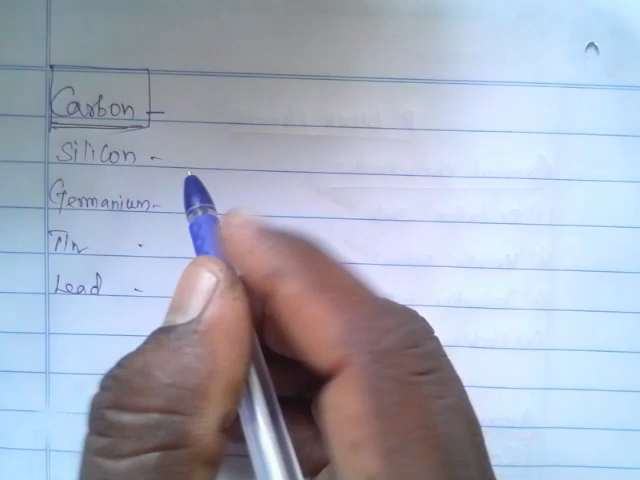 Carbon -
Silicon -
Germanium-
Tin -
Lead -